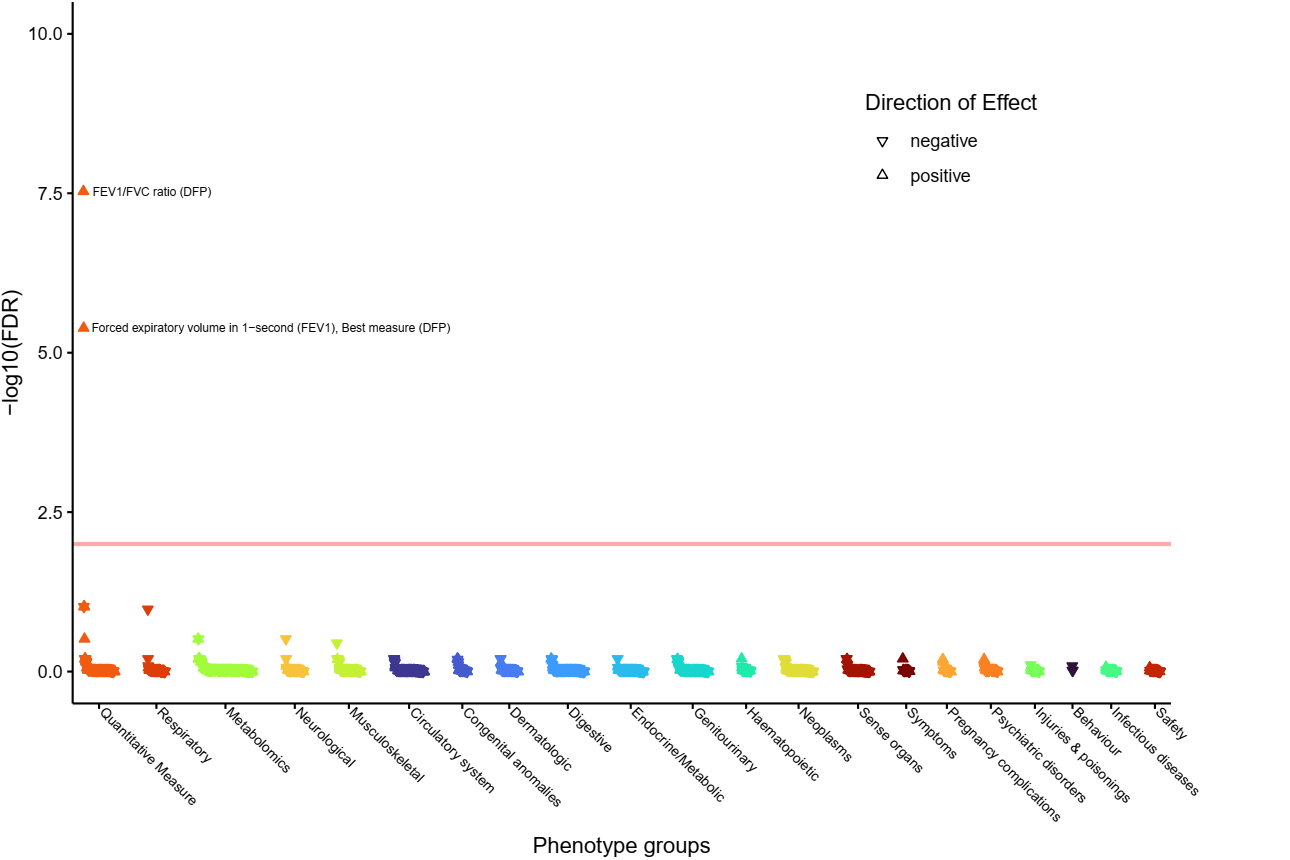 10.0
Direction of Effect
negative
positive
7.5
FEV1/FVC ratio (DFP)
−log10(FDR)
Forced expiratory volume in 1−second (FEV1), Best measure (DFP)
5.0
2.5
0.0
Quantitative Measure
Respiratory
Metabolomics
Neurological
Musculoskeletal
Circulatory system
Congenital anomalies
Dermatologic
Digestive
Endocrine/Metabolic
Genitourinary
Haematopoietic
Neoplasms
Sense organs
Symptoms
Pregnancy complications
Psychiatric disorders
Injuries & poisonings
Behaviour
Infectious diseases
Safety
Phenotype groups